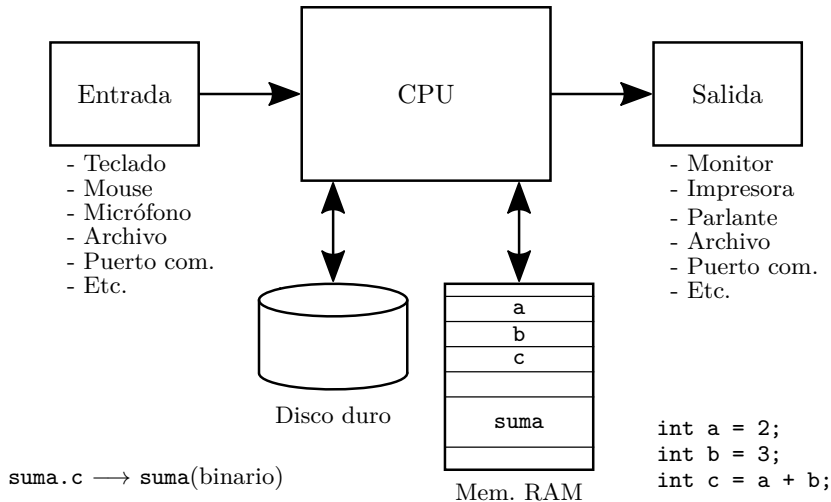 Entrada
CPU
Salida
- Teclado
- Mouse
- Micrófono
- Archivo
- Puerto com.
- Etc.
- Monitor
- Impresora
- Parlante
- Archivo
- Puerto com.
- Etc.
Disco duro
a
b
c
suma
Mem. RAM
suma.c ⟶ suma(binario)
int a = 2;
int b = 3;
int c = a + b;